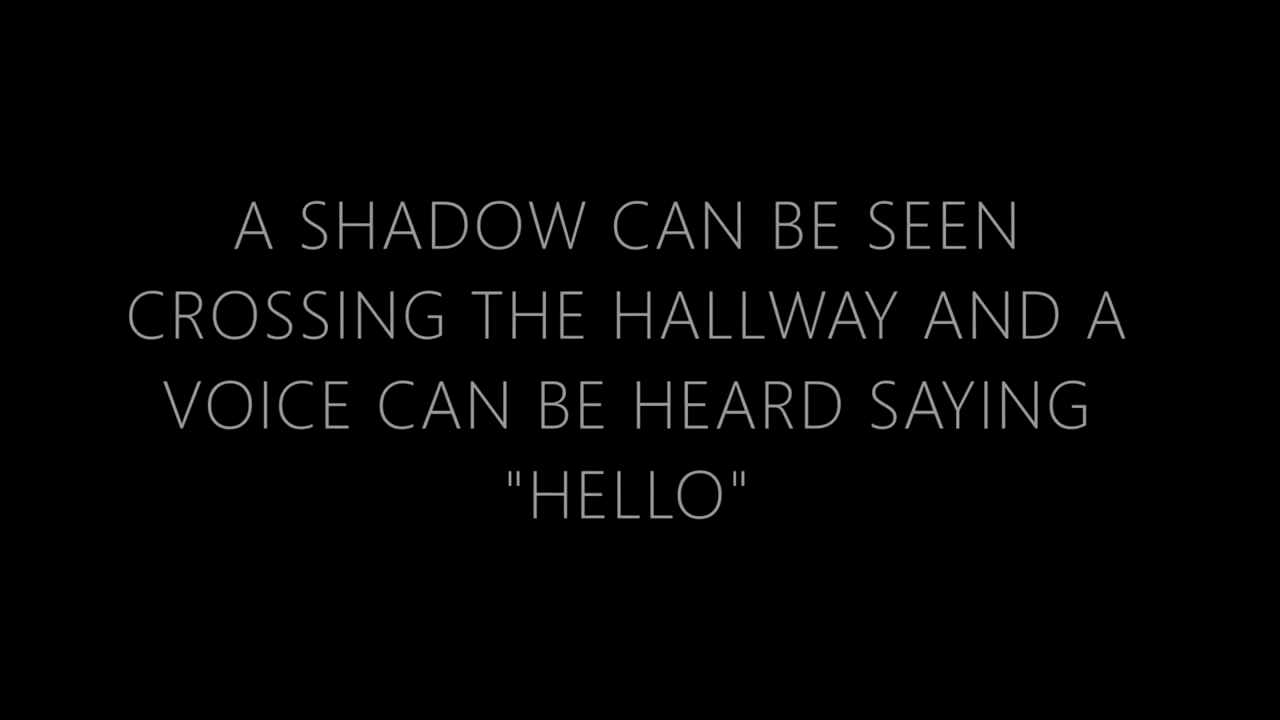 A SHADOW CAN BE SEEN
CROSSING THE HALLWAY AND A
VOICE CAN BE HEARD SAYING
"HELLO"